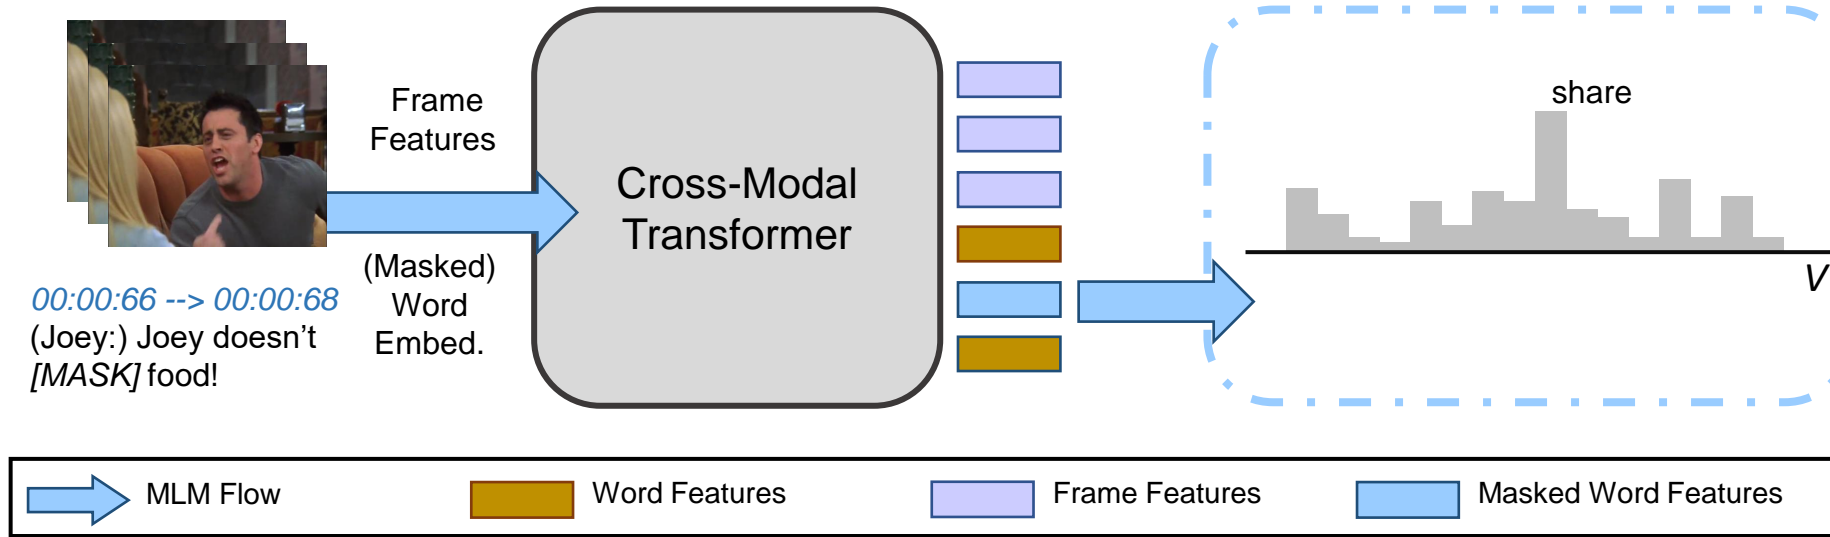 Frame
Features
(Masked)
Word
Embed.
00:00:66 --> 00:00:68
(Joey:) Joey doesn’t
[MASK] food!
Cross-Modal
Transformer
share
V
MLM Flow
Word Features
Frame Features
Masked Word Features